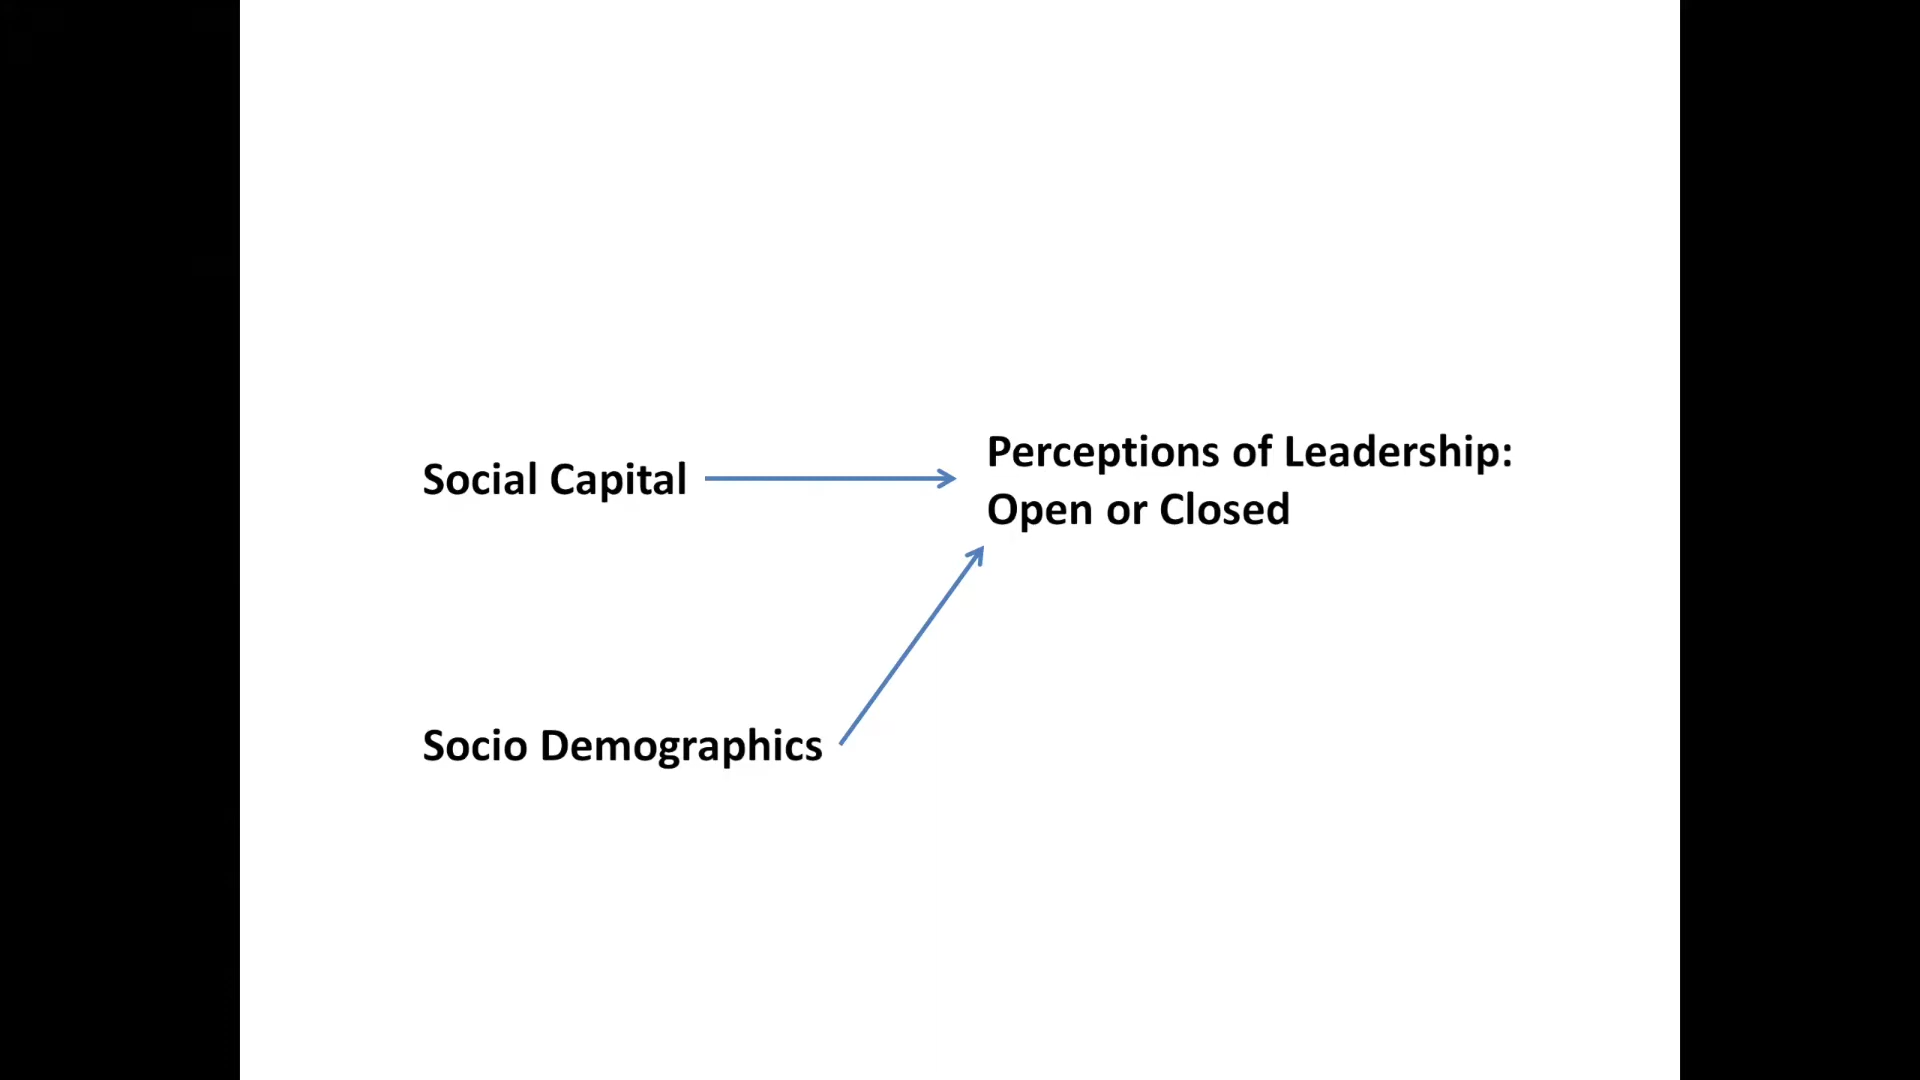 Social Capital
Perceptions of Leadership:
Open or Closed
Socio Demographics